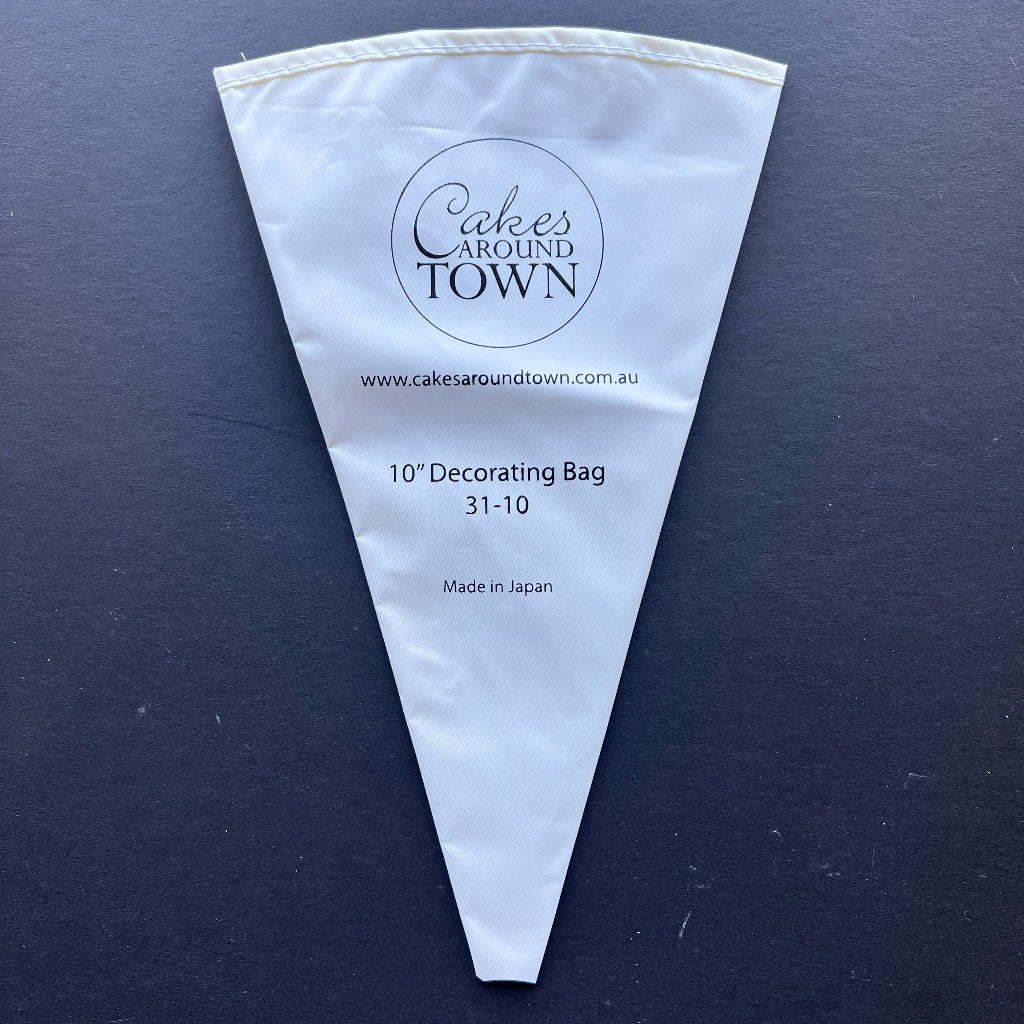 Cakes
AROUND
TOWN
www.cakesaroundtown.com.au
10” Decorating Bag
31-10
Made in Japan